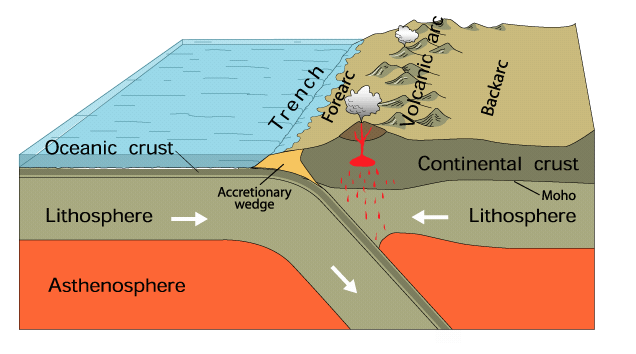 Trench
Forearc
Volcanic arc
Backarc
Oceanic crust
Continental crust
Accretionary
wedge
Moho
Lithosphere
Lithosphere
Asthenosphere